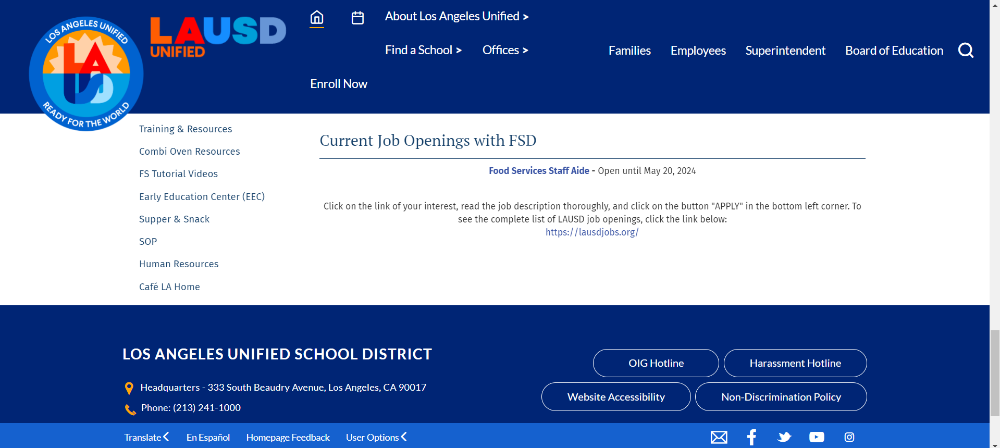 LOS ANGELES UNIFIED
LA
USD
READY FOR THE WORLD
LAUSD
UNIFIED
About Los Angeles Unified >
Find a School >
Offices >
Enroll Now
Families
Employees
Superintendent
Board of Education
Training & Resources
Combi Oven Resources
FS Tutorial Videos
Early Education Center (EEC)
Supper & Snack
SOP
Human Resources
Café LA Home
Current Job Openings with FSD
Food Services Staff Aide - Open until May 20, 2024
Click on the link of your interest, read the job description thoroughly, and click on the button "APPLY" in the bottom left corner. To
see the complete list of LAUSD job openings, click the link below:
https://lausdjobs.org/
LOS ANGELES UNIFIED SCHOOL DISTRICT
Headquarters - 333 South Beaudry Avenue, Los Angeles, CA 90017
Phone: (213) 241-1000
OIG Hotline
Harassment Hotline
Website Accessibility
Non-Discrimination Policy
Translate
En Español
Homepage Feedback
User Options